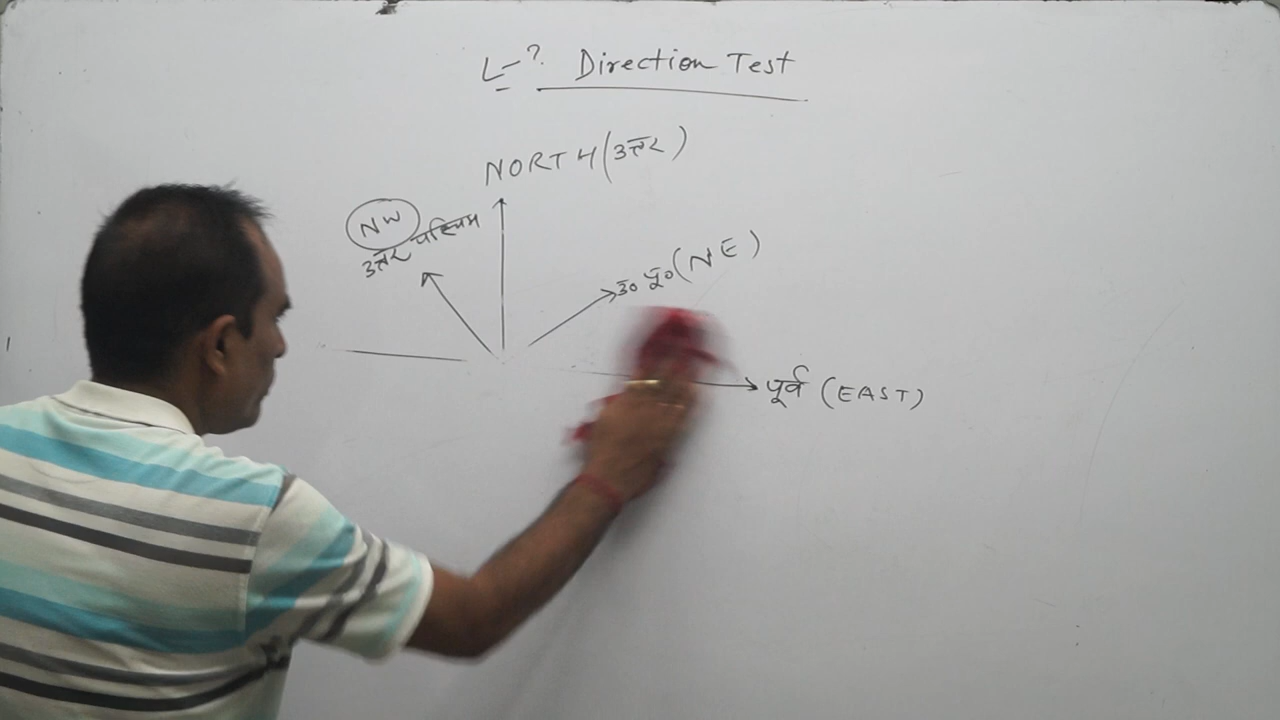 L-? Direction Test
NORTH (उत्तर)
NW
उत्तर पश्चिम
उ० पू० (NE)
पूर्व (EAST)